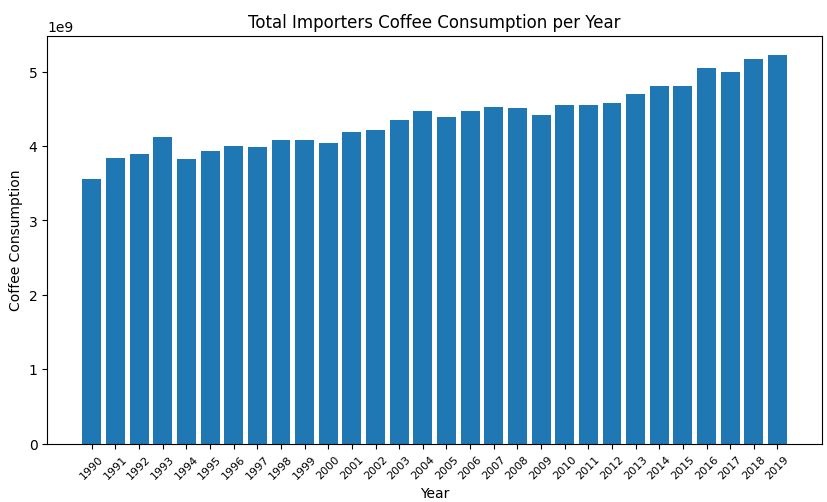 Total Importers Coffee Consumption per Year
1e9
5
4
3
2
1
0
Coffee Consumption
1990 1991 1992 1993 1994 1995 1996 1997 1998 1999 2000 2001 2002 2003 2004 2005 2006 2007 2008 2009 2010 2011 2012 2013 2014 2015 2016 2017 2018 2019
Year